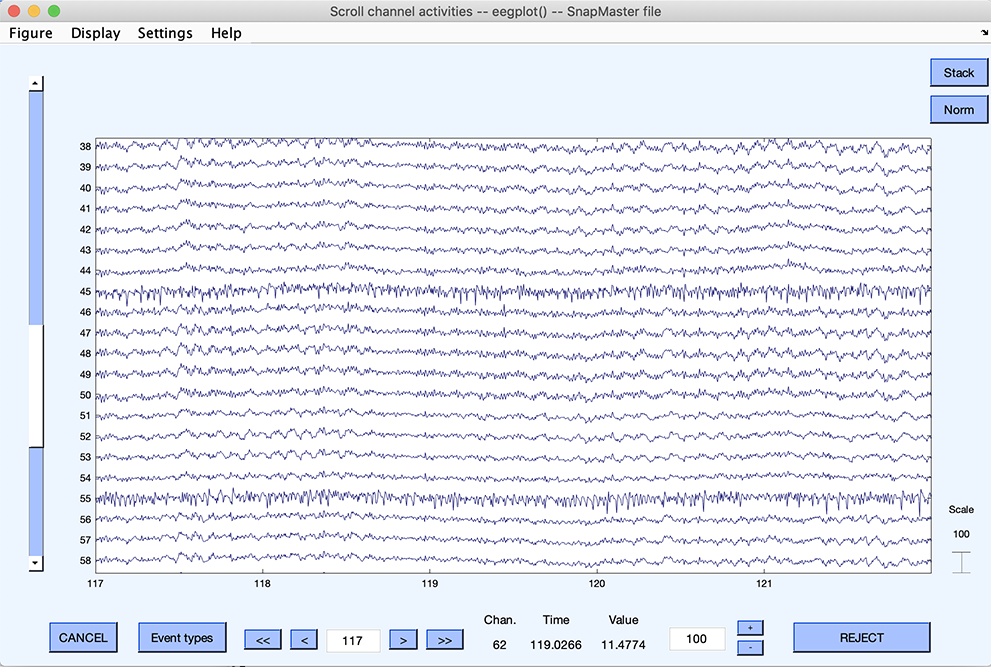 Scroll channel activities -- eegplot() -- SnapMaster file
Figure Display Settings Help
Stack
Norm
38
39
40
41
42
43
44
45
46
47
48
49
50
51
52
53
54
55
56
57
58
117 118 119 120 121
Scale
100
Chan. Time Value
CANCEL Event types << < 117 > >> 62 119.0266 11.4774 100 + - REJECT